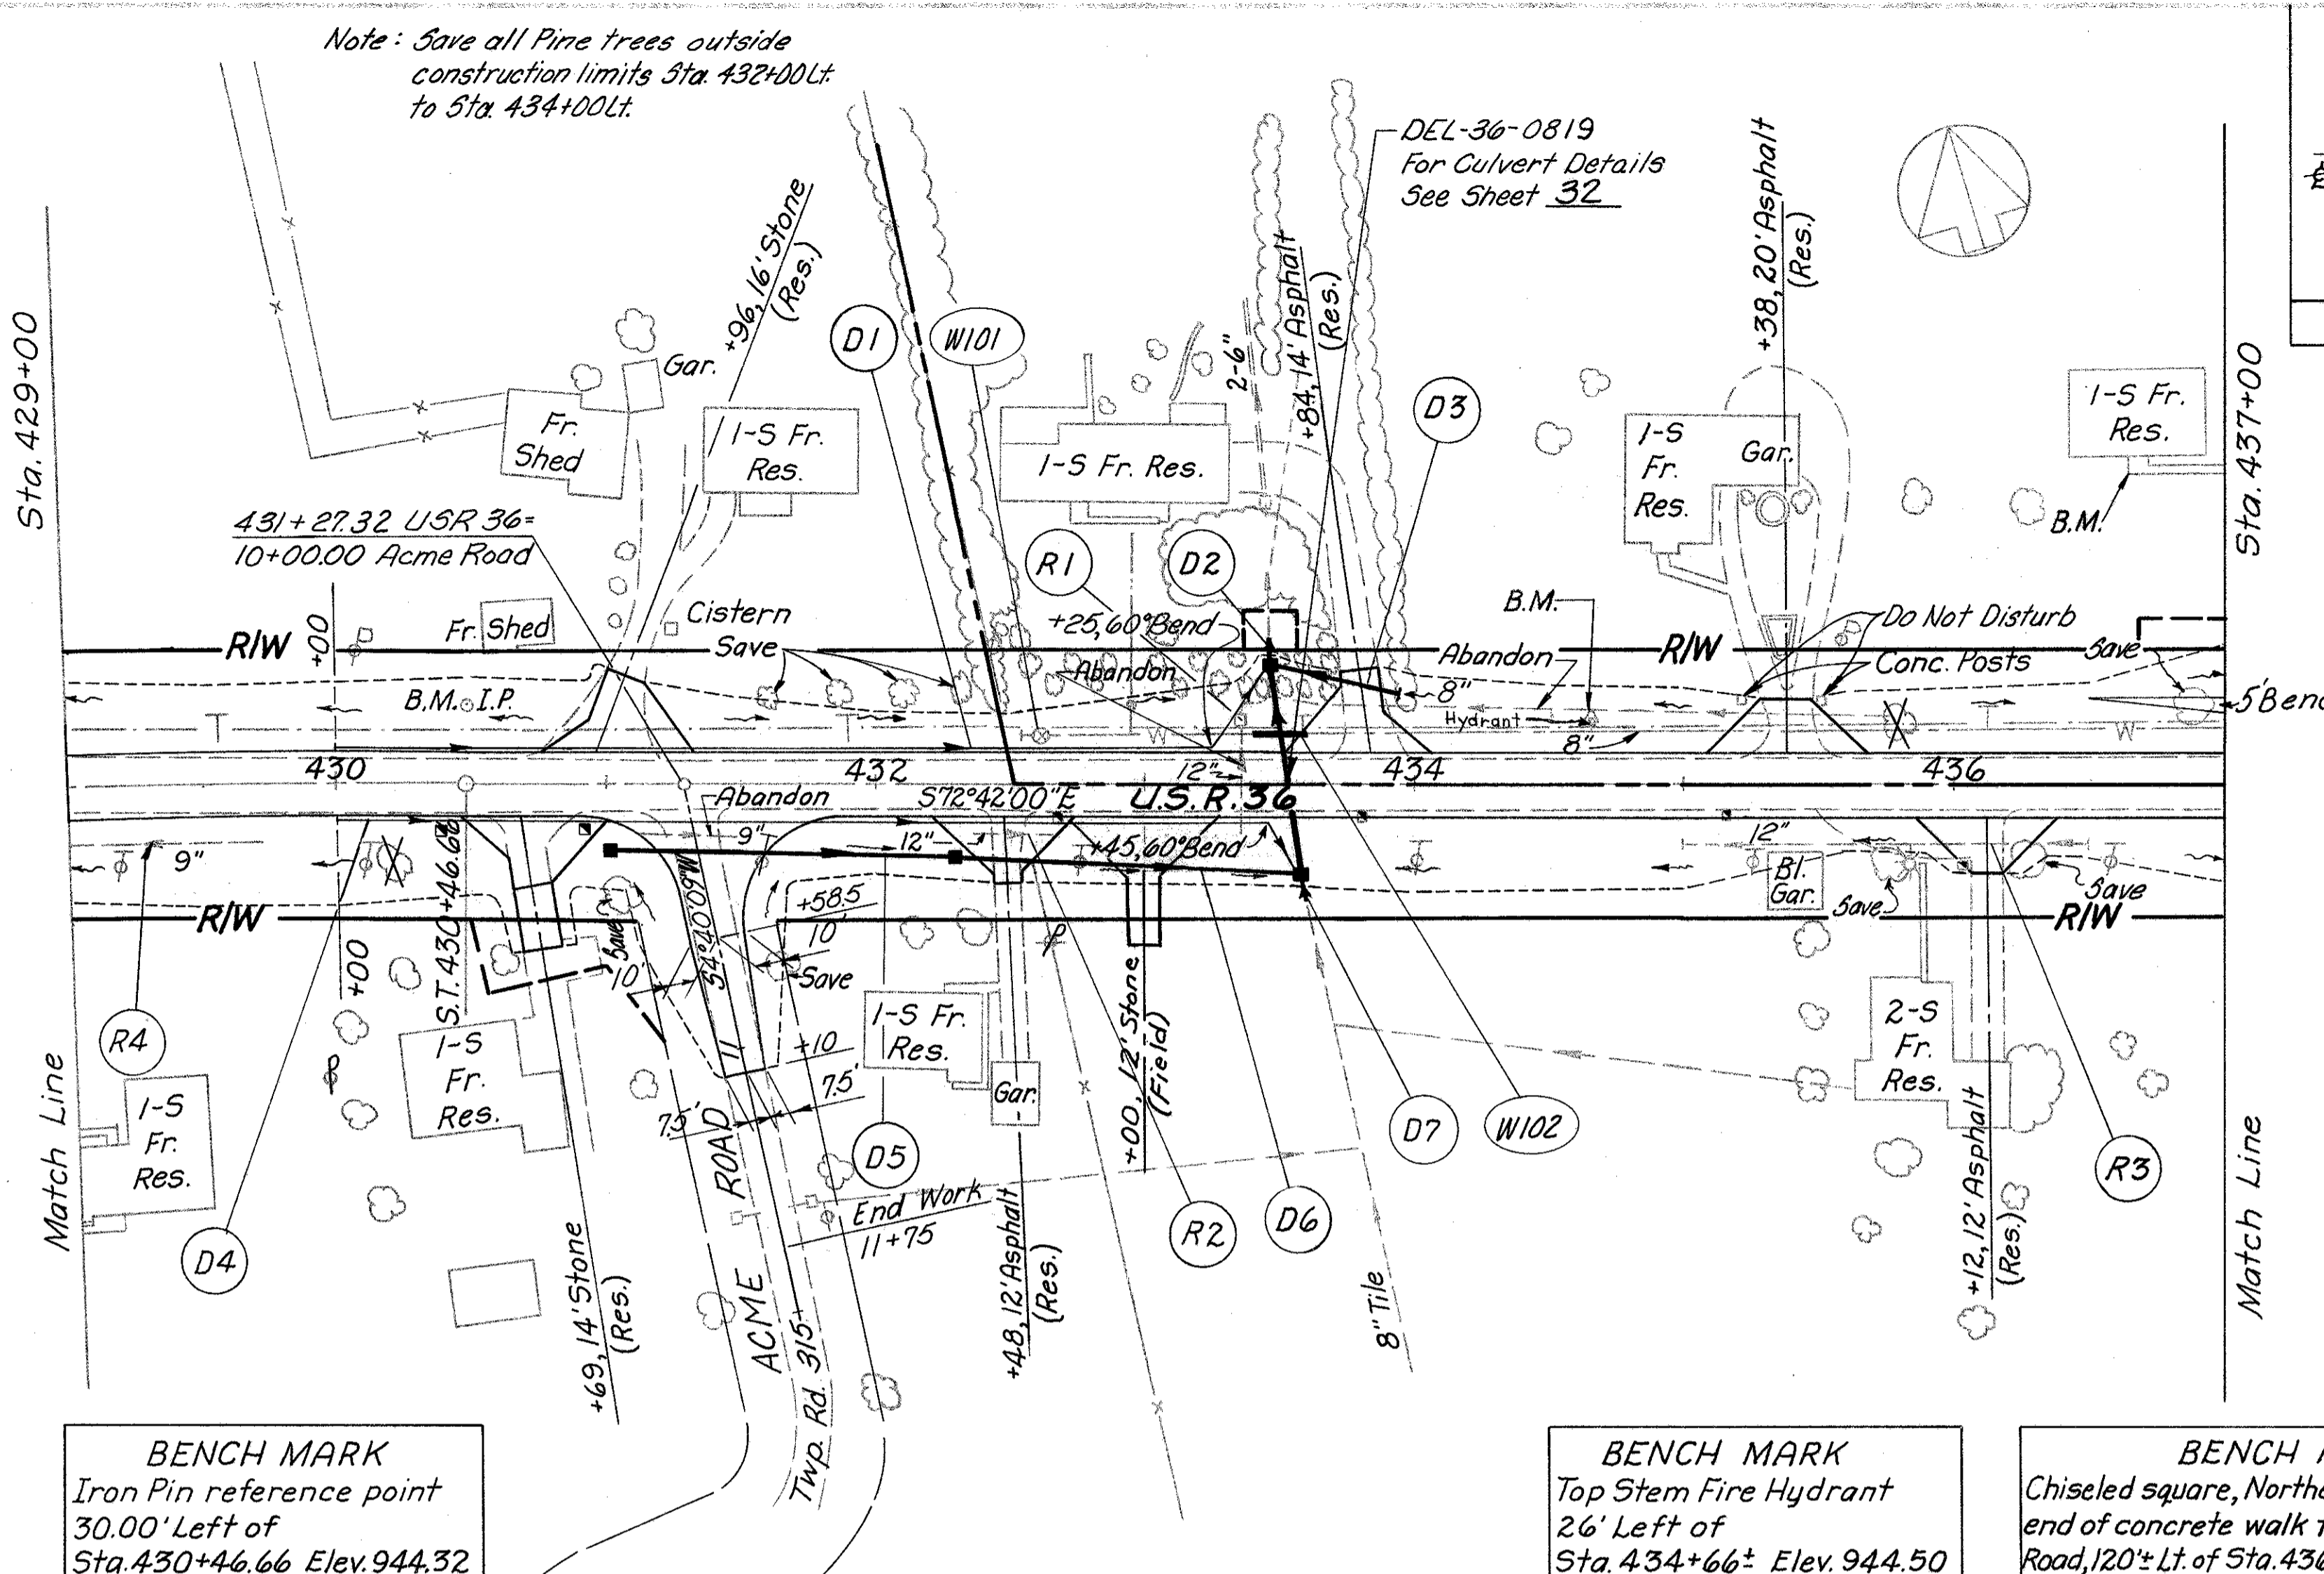 Note: Save all Pine trees outside
construction limits Sta. 432+00Lt.
to Sta. 434+00Lt.
DEL-36-0819
For Culvert Details
See Sheet 32
+38, 20' Asphalt
(Res.)
+96, 16' Stone
(Res.)
+84, 14' Asphalt
(Res.)
2-6"
Sta. 429+00
Sta. 437+00
D1
W101
D3
Gar.
Fr.
Shed
1-S Fr.
Res.
1-S Fr. Res.
1-S
Fr.
Res.
Gar.
1-S Fr.
Res.
B.M.
431+27.32 USR 36=
10+00.00 Acme Road
R1
D2
+00
Fr. Shed
Cistern
Save
+25, 60° Bend
B.M.
Do Not Disturb
R/W
Abandon
Abandon
R/W
Conc. Posts
Save
B.M. I.P.
8"
Hydrant
8"
5' Bend
T
T
T
W
W
430
432
12"
434
436
Abandon
S72°42'00"E
U.S.R. 36
9"
9"
12"
+45, 60° Bend
12"
Bl.
Gar.
Save
Save
R/W
R/W
S.T. 430+46.66
S4°40'09"W
+58.5
10'
10'
Save
Save
+00
R4
1-S
Fr.
Res.
1-S Fr.
Res.
+10
7.5'
7.5'
Gar.
+00, 12' Stone
(Field)
2-S
Fr.
Res.
1-S
Fr.
Res.
D5
D7
W102
R3
D4
R2
D6
End Work
11+75
+69, 14' Stone
(Res.)
ACME ROAD
Twp. Rd. 315
+48, 12' Asphalt
(Res.)
8" Tile
+12, 12' Asphalt
(Res.)
Match Line
Match Line
BENCH MARK
Iron Pin reference point
30.00' Left of
Sta. 430+46.66 Elev. 944.32
BENCH MARK
Top Stem Fire Hydrant
26' Left of
Sta. 434+66± Elev. 944.50
BENCH
Chiseled square, North
end of concrete walk
Road, 120'± Lt. of Sta. 436